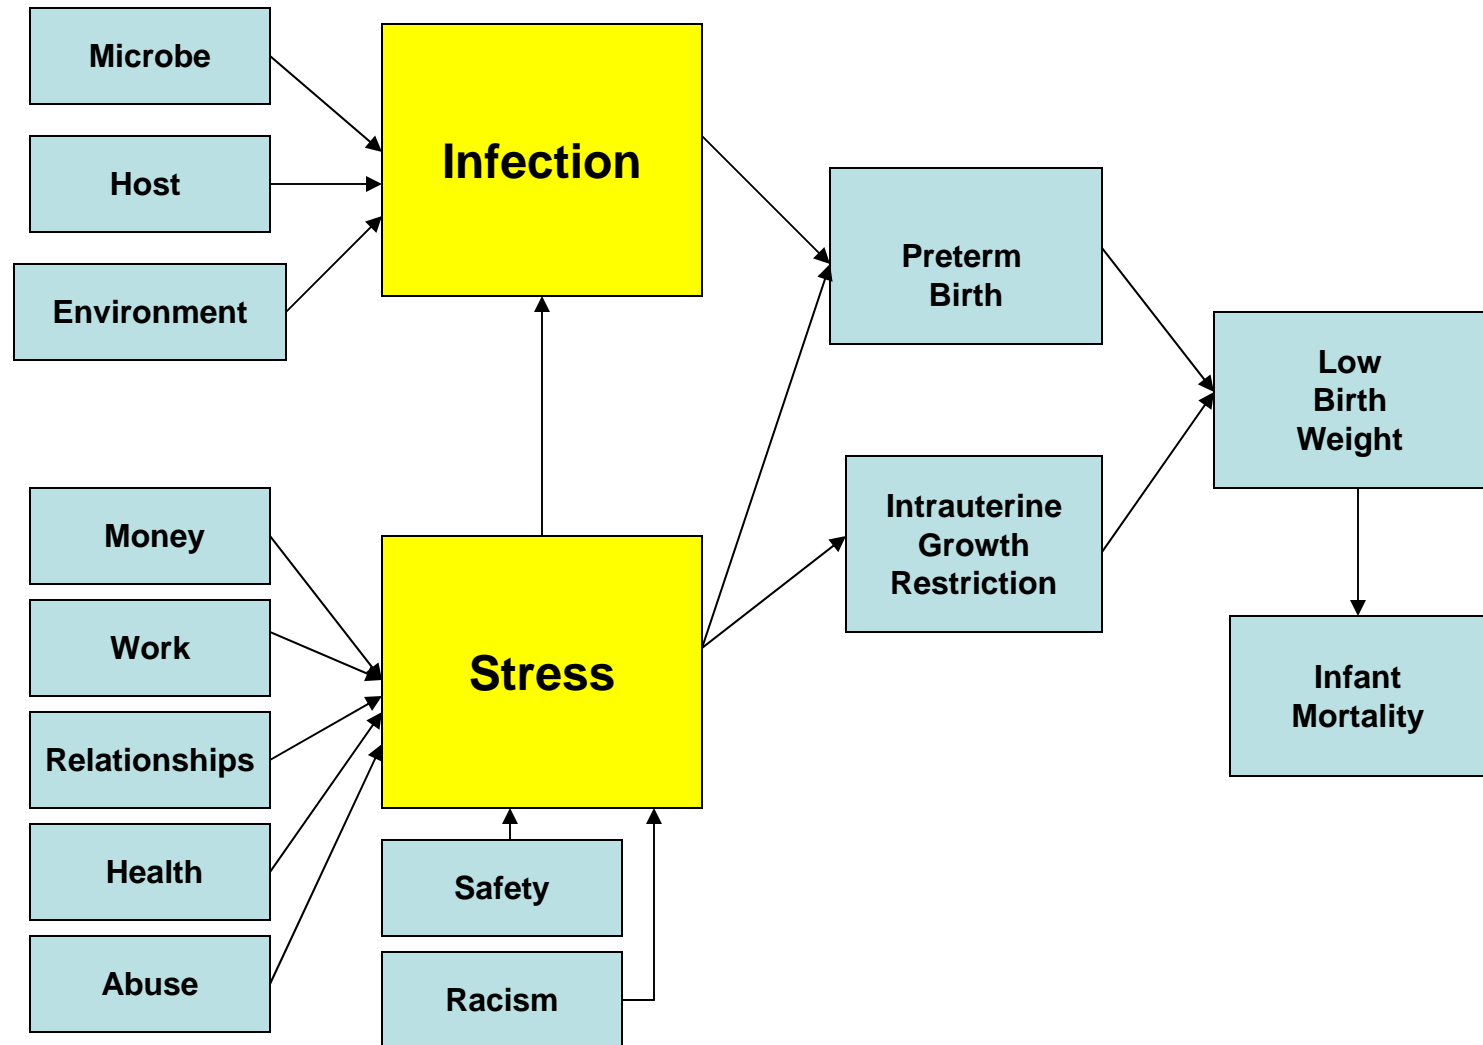 Microbe
Host
Environment
Infection
Money
Work
Relationships
Health
Abuse
Stress
Safety
Racism
Preterm
Birth
Intrauterine
Growth
Restriction
Low
Birth
Weight
Infant
Mortality